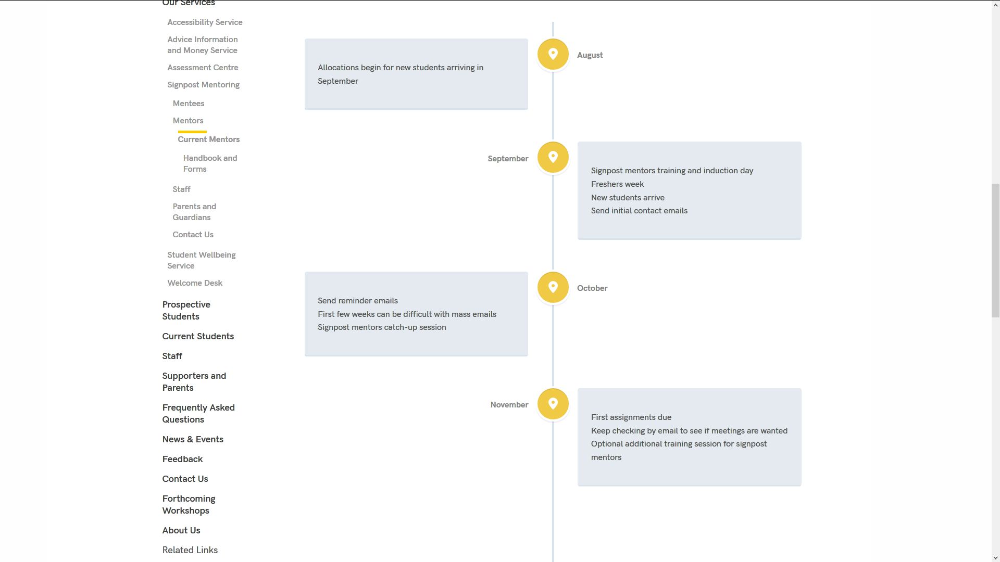 Our Services
Accessibility Service
Advice Information
and Money Service
Assessment Centre
Signpost Mentoring
Mentees
Mentors
Current Mentors
Handbook and
Forms
Staff
Parents and
Guardians
Contact Us
Student Wellbeing
Service
Welcome Desk
Prospective
Students
Current Students
Staff
Supporters and
Parents
Frequently Asked
Questions
News & Events
Feedback
Contact Us
Forthcoming
Workshops
About Us
Related Links
August
Allocations begin for new students arriving in
September
September
Signpost mentors training and induction day
Freshers week
New students arrive
Send initial contact emails
October
Send reminder emails
First few weeks can be difficult with mass emails
Signpost mentors catch-up session
November
First assignments due
Keep checking by email to see if meetings are wanted
Optional additional training session for signpost
mentors